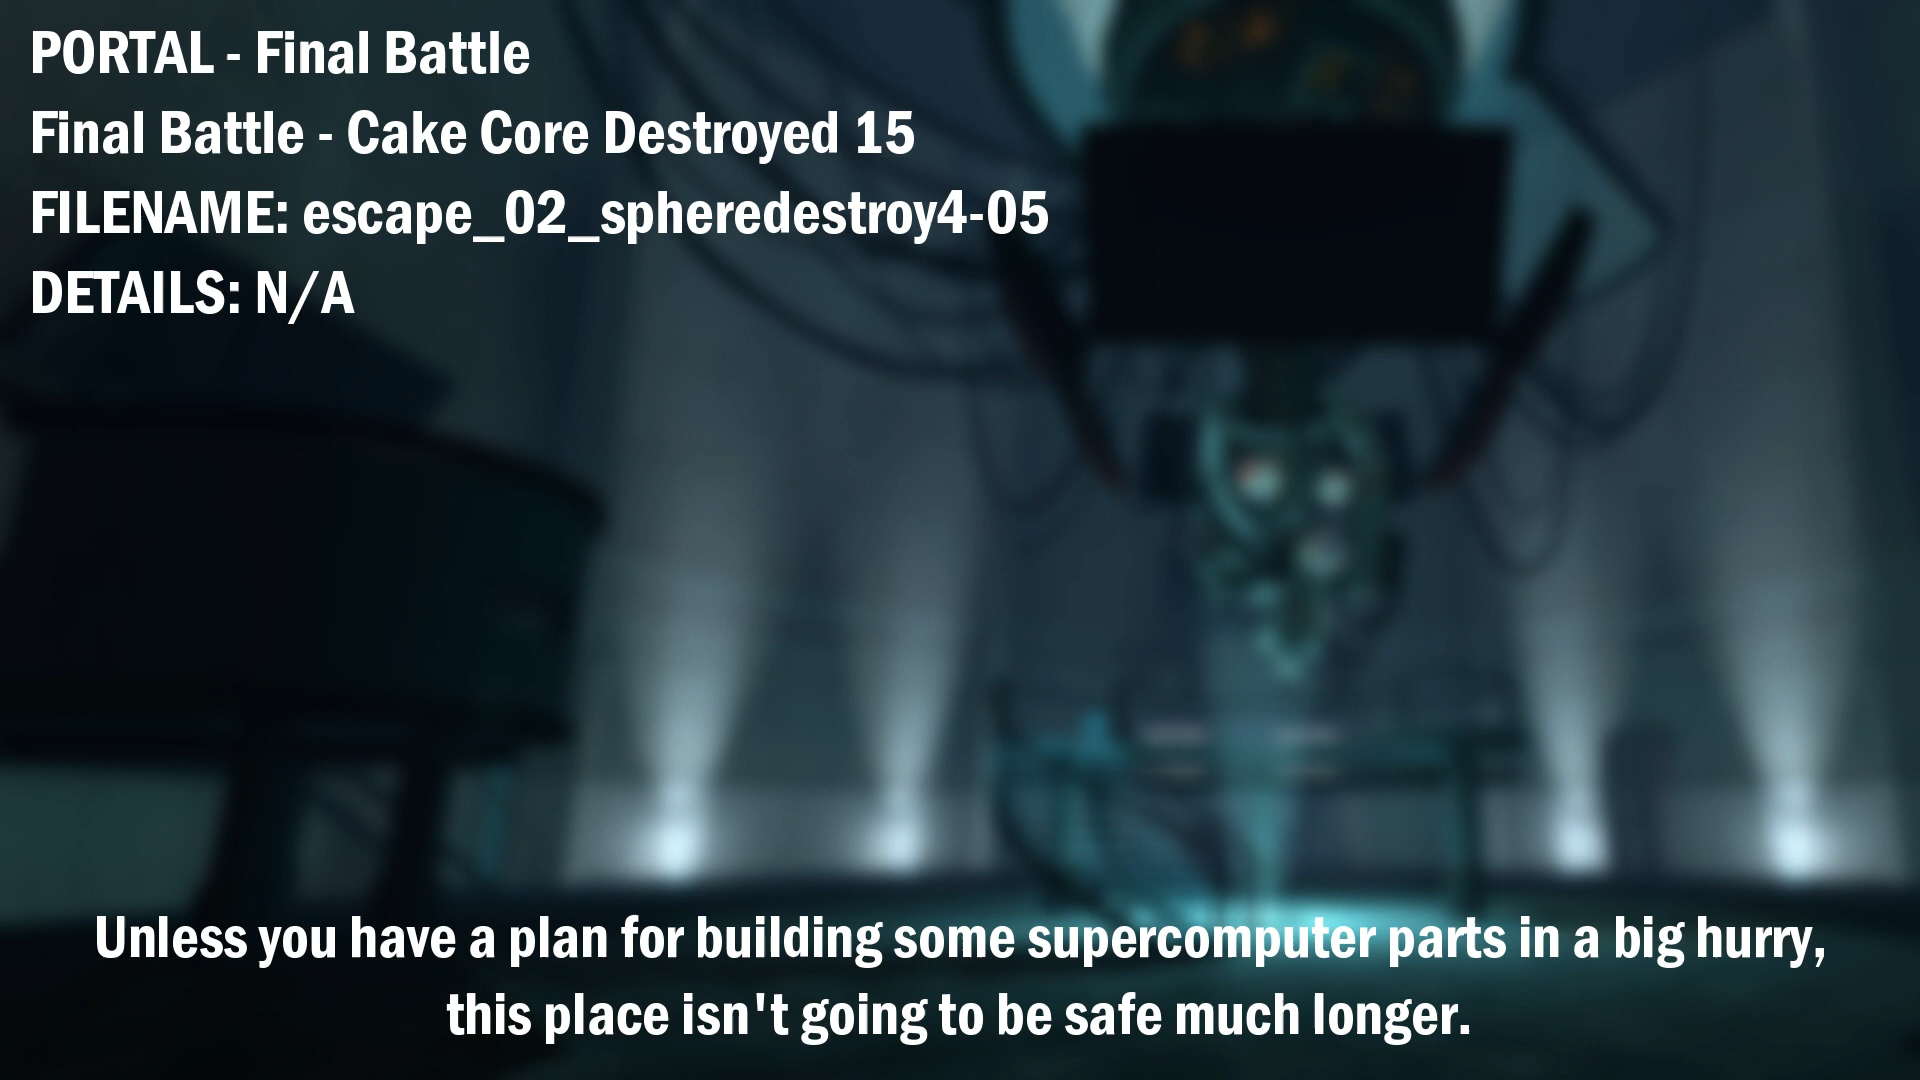 PORTAL - Final Battle
Final Battle - Cake Core Destroyed 15
FILENAME: escape_02_spheredestroy4-05
DETAILS: N/A
Unless you have a plan for building some supercomputer parts in a big hurry,
this place isn't going to be safe much longer.